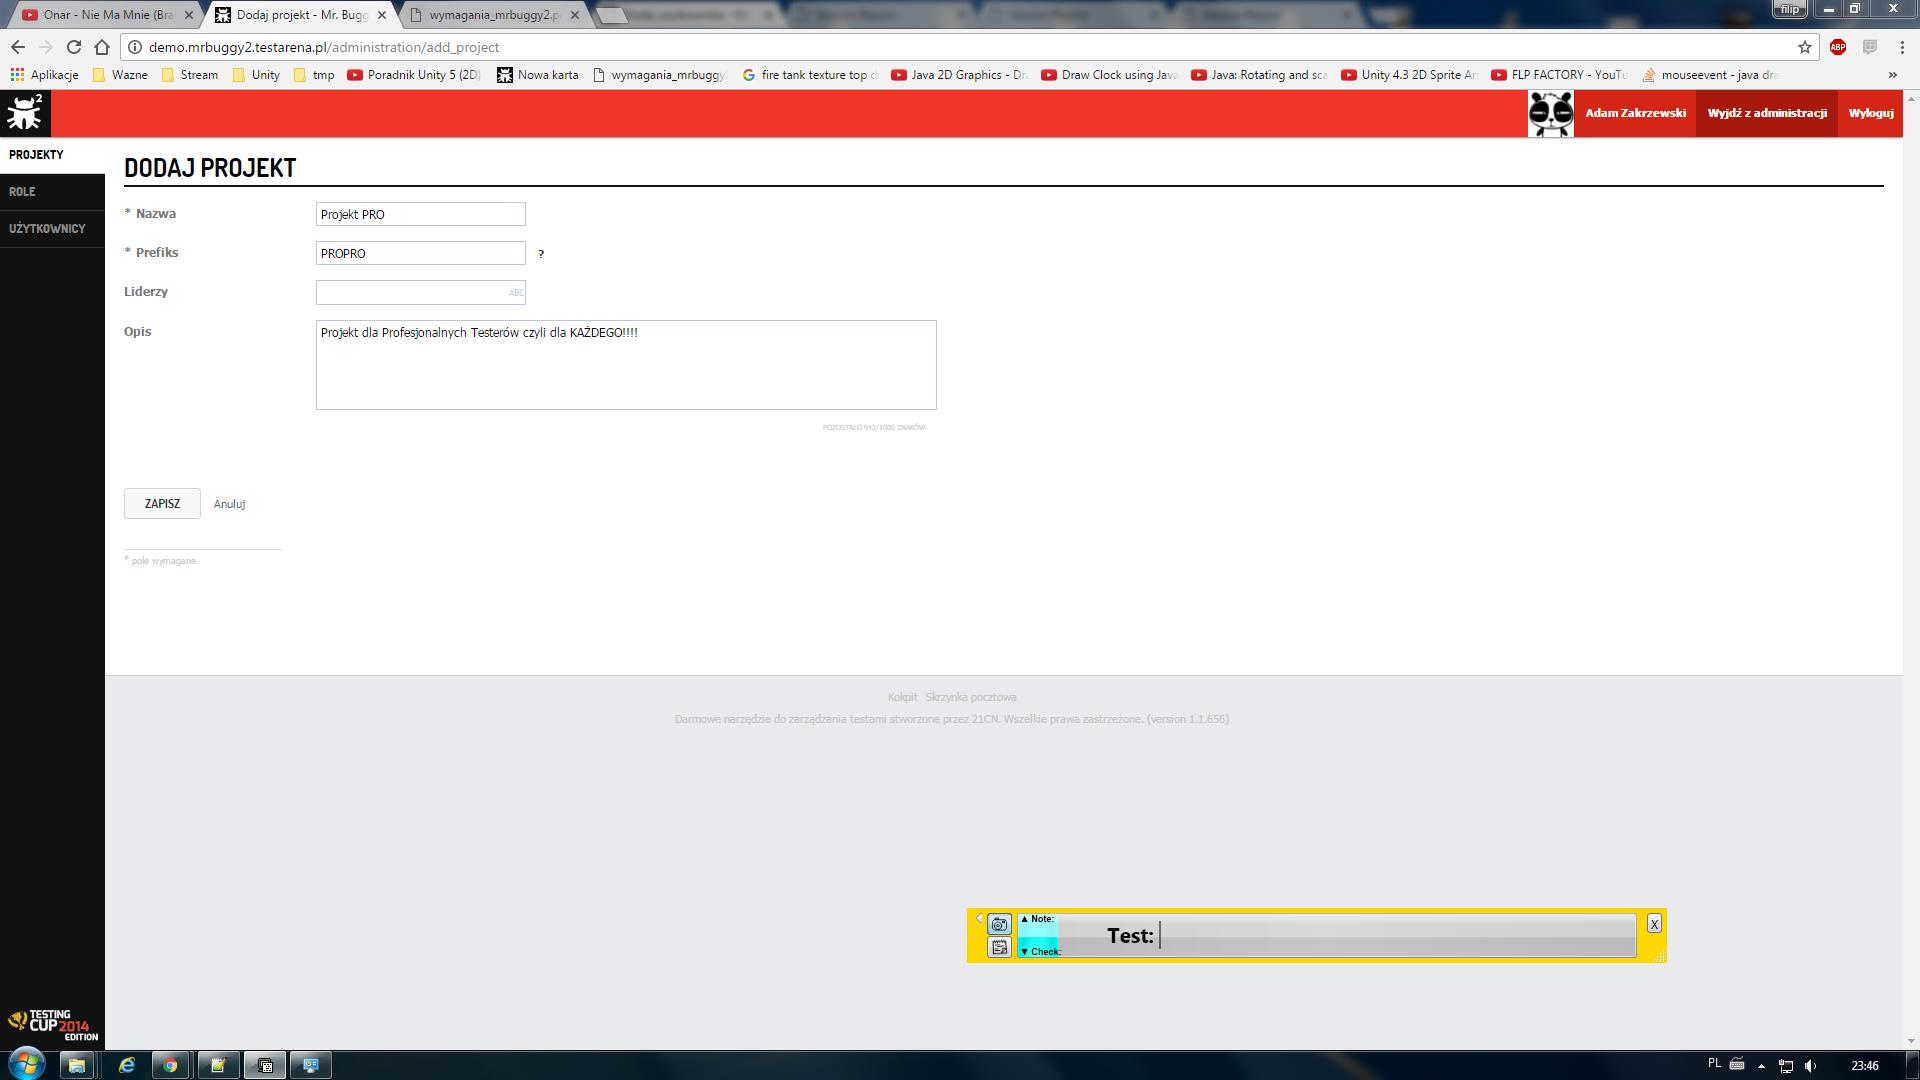 Onar - Nie Ma Mnie (Bra
Dodaj projekt - Mr. Bugg
wymagania_mrbuggy2.p
filip
demo.mrbuggy2.testarena.pl/administration/add_project
ABP
Aplikacje
Wazne
Stream
Unity
tmp
Poradnik Unity 5 (2D)
Nowa karta
wymagania_mrbuggy
fire tank texture top d
Java 2D Graphics - Dr
Draw Clock using Java
Java: Rotating and sca
Unity 4.3 2D Sprite An
FLP FACTORY - YouTu
mouseevent - java dra
»
2
Adam Zakrzewski
Wyjdź z administracji
Wyloguj
PROJEKTY
ROLE
UŻYTKOWNICY
DODAJ PROJEKT
* Nazwa
Projekt PRO
* Prefiks
PROPRO
?
Liderzy
ABC
Opis
Projekt dla Profesjonalnych Testerów czyli dla KAŻDEGO!!!!
POZOSTAŁO 942/1000 ZNAKÓW.
ZAPISZ
Anuluj
* pole wymagane
Kokpit Skrzynka pocztowa
Darmowe narzędzie do zarządzania testami stworzone przez 21CN. Wszelkie prawa zastrzeżone. (version 1.1.656)
▲ Note:
Test:
▼ Check:
X
TESTING
CUP 2014
EDITION
PL
23:46